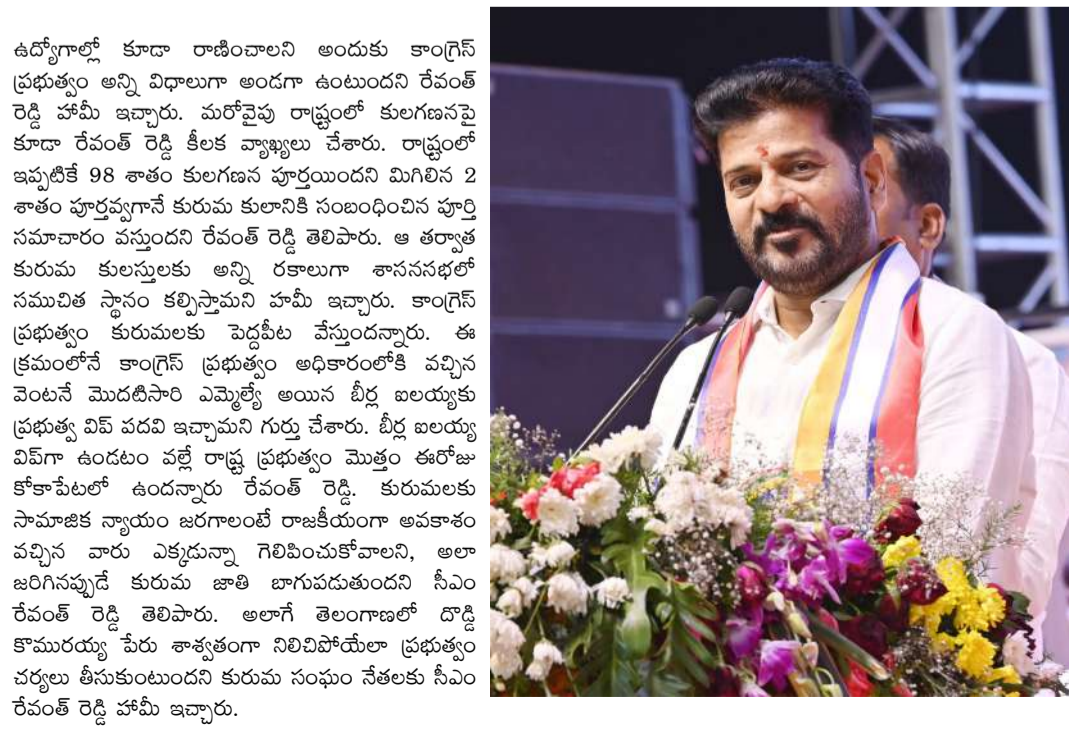 ఉద్యోగాల్లో కూడా రాణించాలని అందుకు కాంగ్రెస్
ప్రభుత్వం అన్ని విధాలుగా అండగా ఉంటుందని రేవంత్
రెడ్డి హామీ ఇచ్చారు. మరోవైపు రాష్ట్రంలో కులగణనపై
కూడా రేవంత్ రెడ్డి కీలక వ్యాఖ్యలు చేశారు. రాష్ట్రంలో
ఇప్పటికే 98 శాతం కులగణన పూర్తయిందని మిగిలిన 2
శాతం పూర్తవ్వగానే కురుమ కులానికి సంబంధించిన పూర్తి
సమాచారం వస్తుందని రేవంత్ రెడ్డి తెలిపారు. ఆ తర్వాత
కురుమ కులస్తులకు అన్ని రకాలుగా శాసనసభలో
సముచిత స్థానం కల్పిస్తామని హమీ ఇచ్చారు. కాంగ్రెస్
ప్రభుత్వం కురుమలకు పెద్దపీట వేస్తుందన్నారు. ఈ
క్రమంలోనే కాంగ్రెస్ ప్రభుత్వం అధికారంలోకి వచ్చిన
వెంటనే మొదటిసారి ఎమ్మెల్యే అయిన బీర్ల ఐలయ్యకు
ప్రభుత్వ విప్ పదవి ఇచ్చామని గుర్తు చేశారు. బీర్ల ఐలయ్య
విప్‌గా ఉండటం వల్లే రాష్ట్ర ప్రభుత్వం మొత్తం ఈరోజు
కోకాపేటలో ఉందన్నారు రేవంత్ రెడ్డి. కురుమలకు
సామాజిక న్యాయం జరగాలంటే రాజకీయంగా అవకాశం
వచ్చిన వారు ఎక్కడున్నా గెలిపించుకోవాలని, అలా
జరిగినప్పుడే కురుమ జాతి బాగుపడుతుందని సీఎం
రేవంత్ రెడ్డి తెలిపారు. అలాగే తెలంగాణలో దొడ్డి
కొమురయ్య పేరు శాశ్వతంగా నిలిచిపోయేలా ప్రభుత్వం
చర్యలు తీసుకుంటుందని కురుమ సంఘం నేతలకు సీఎం
రేవంత్ రెడ్డి హామీ ఇచ్చారు.